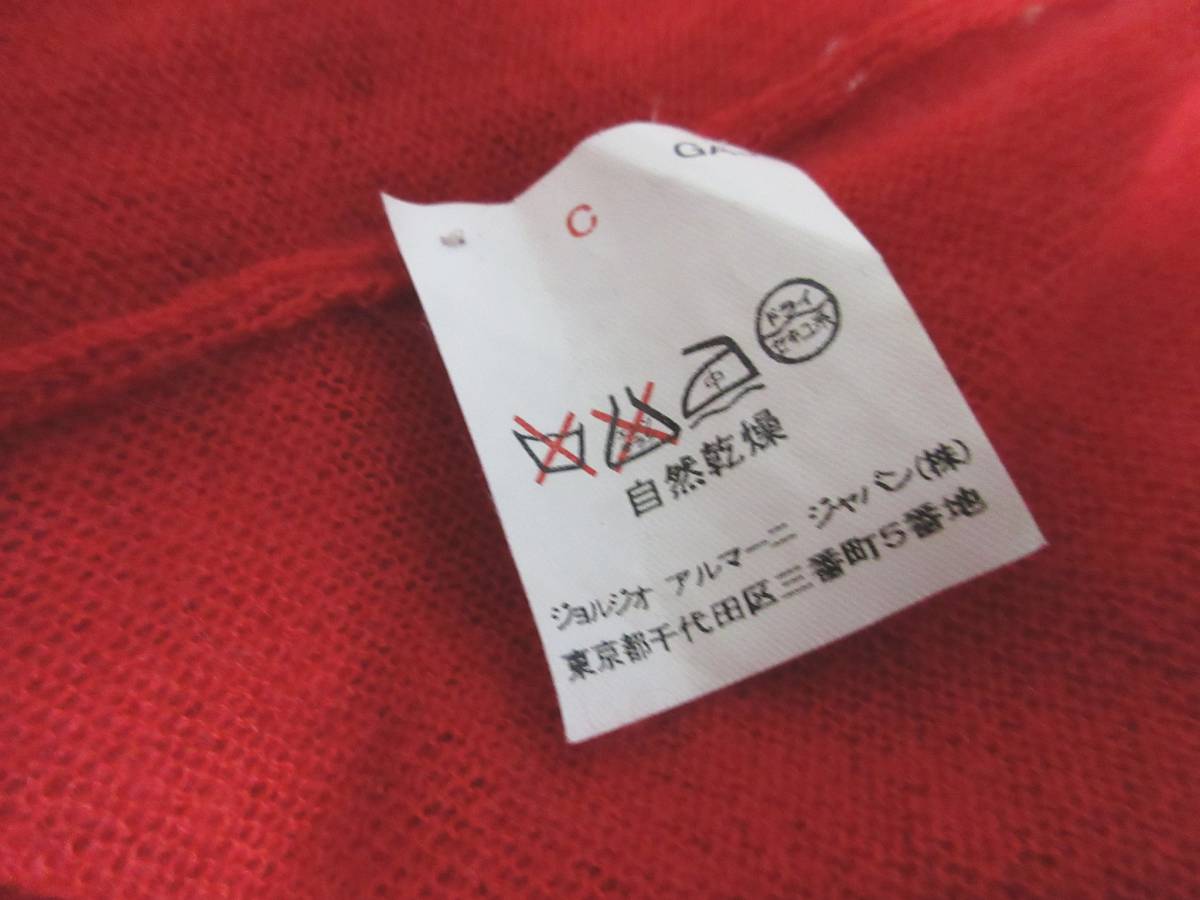 C
ドライ
セキユ系
中
自然乾燥
ジョルジオ アルマーニ ジャパン(株)
東京都千代田区三番町5番地